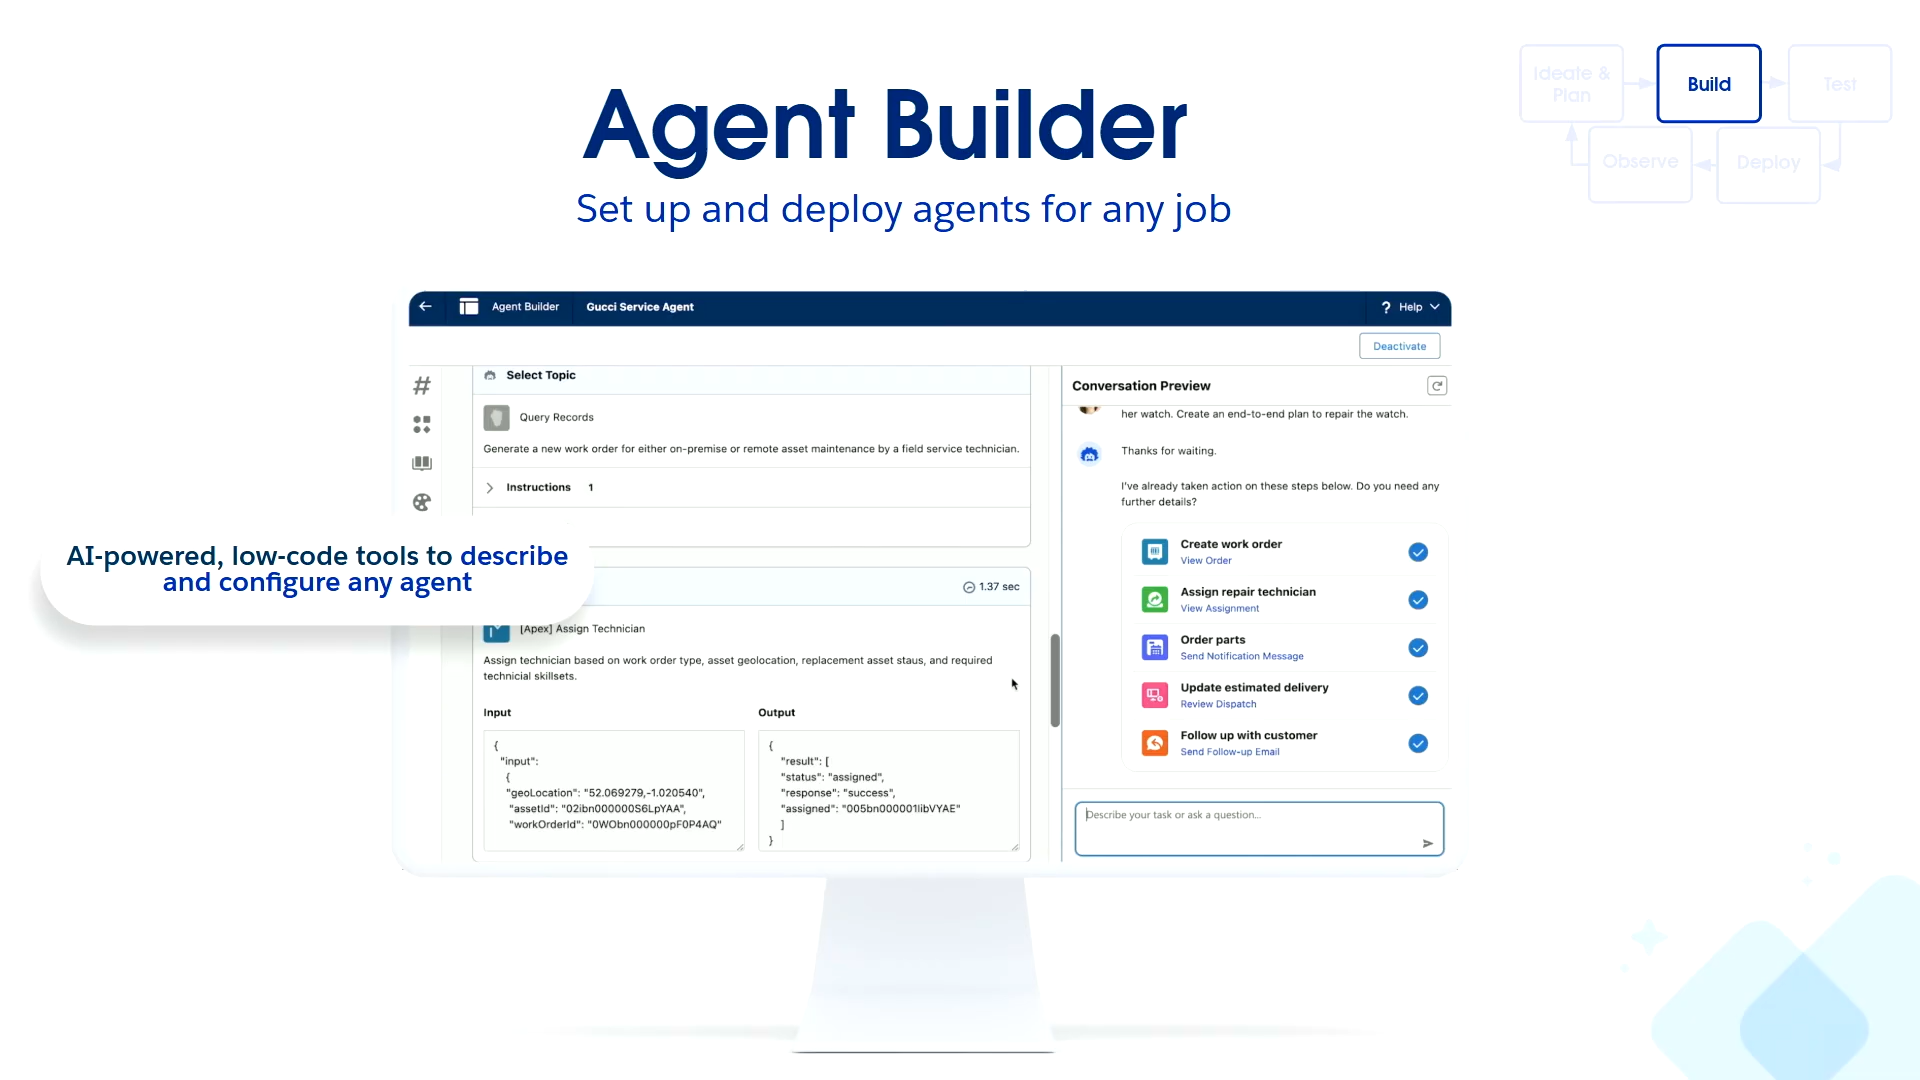 Agent Builder
Set up and deploy agents for any job
Ideate &
Plan
Build
Test
Observe
Deploy
Agent Builder
Gucci Service Agent
? Help
Deactivate
Select Topic
Query Records
Generate a new work order for either on-premise or remote asset maintenance by a field service technician.
Instructions 1
AI-powered, low-code tools to describe
and configure any agent
1.37 sec
[Apex] Assign Technician
Assign technician based on work order type, asset geolocation, replacement asset staus, and required
technicial skillsets.
Input
{
"input":
{
"geoLocation": "52.069279,-1.020540",
"assetId": "02ibn000000S6LpYAA",
"workOrderId": "0WObn000000pF0P4AQ"
Output
{
"result": [
"status": "assigned",
"response": "success",
"assigned": "005bn000001libVYAE"
]
}
Conversation Preview
her watch. Create an end-to-end plan to repair the watch.
Thanks for waiting.
I've already taken action on these steps below. Do you need any
further details?
Create work order
View Order
Assign repair technician
View Assignment
Order parts
Send Notification Message
Update estimated delivery
Review Dispatch
Follow up with customer
Send Follow-up Email
Describe your task or ask a question...